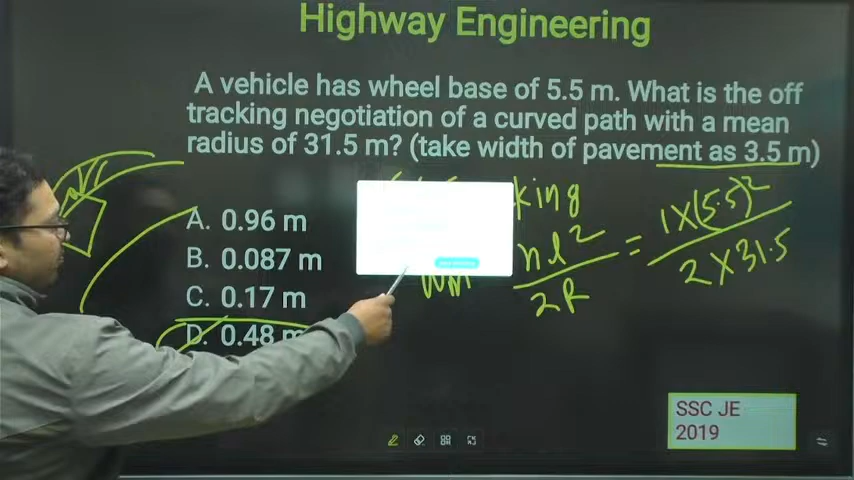 Highway Engineering
A vehicle has wheel base of 5.5 m. What is the off
tracking negotiation of a curved path with a mean
radius of 31.5 m? (take width of pavement as 3.5 m)
king
nl² / 2R = 1×(5.5)² / 2×31.5
Wm
A. 0.96 m
B. 0.087 m
C. 0.17 m
D. 0.48 m
SSC JE
2019